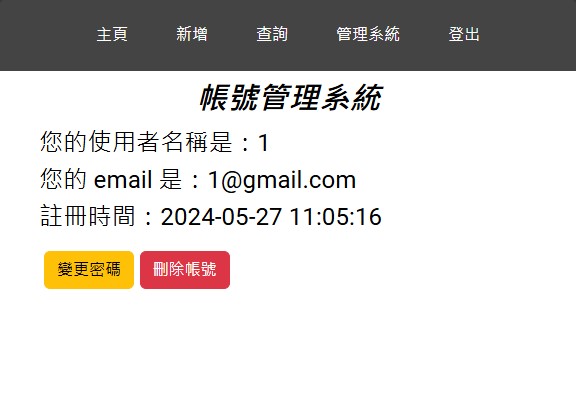 主頁 新增 查詢 管理系統 登出
帳號管理系統
您的使用者名稱是：1
您的 email 是：1@gmail.com
註冊時間：2024-05-27 11:05:16
變更密碼 刪除帳號